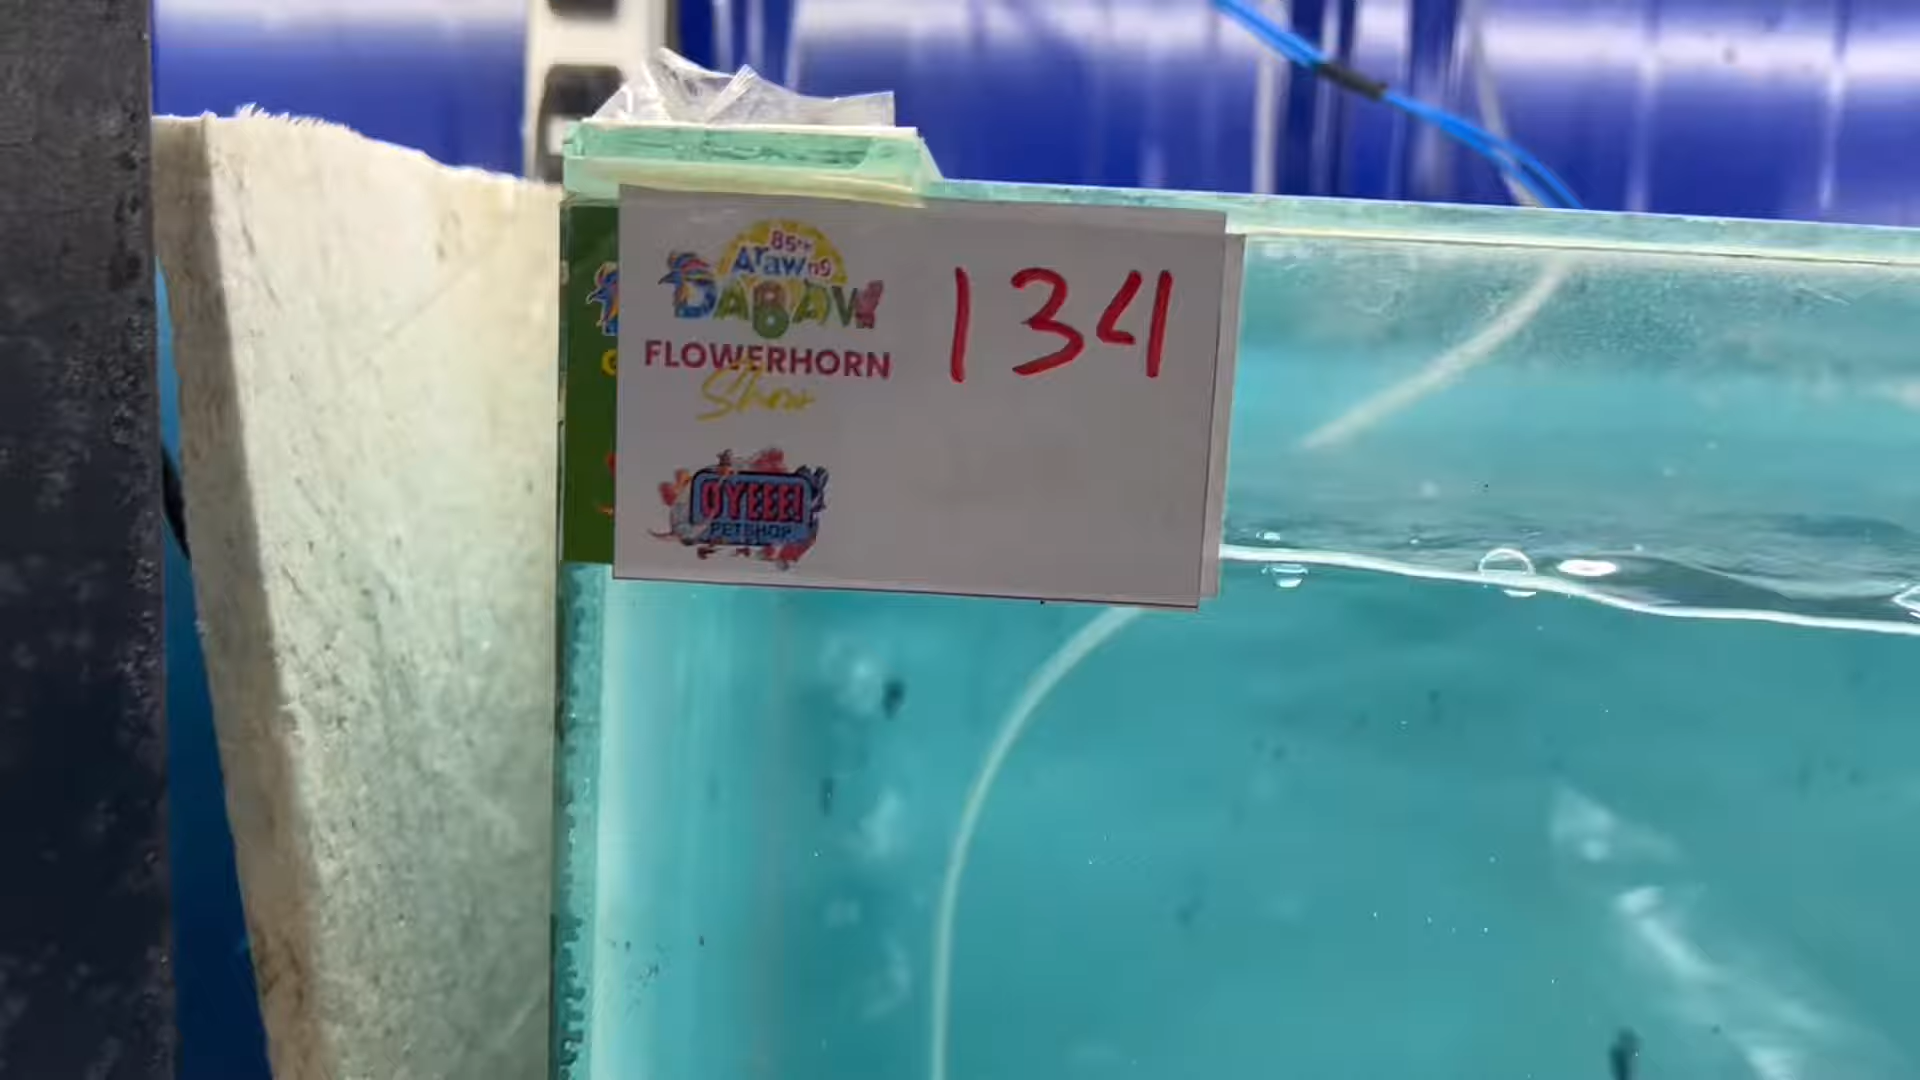 85th
Araw ng
DABAW
FLOWERHORN
Show
134
OYEEE!
PETSHOP